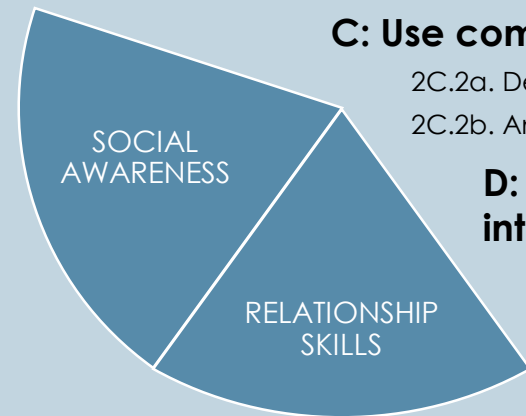 C: Use com
2C.2a. De
2C.2b. An
D:
int
SOCIAL
AWARENESS
RELATIONSHIP
SKILLS